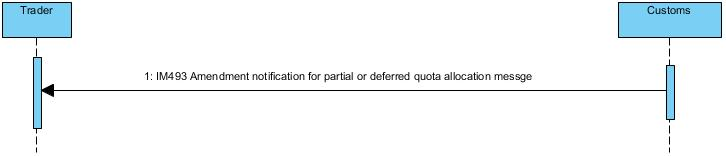 Trader
Customs
1: IM493 Amendment notification for partial or deferred quota allocation messge